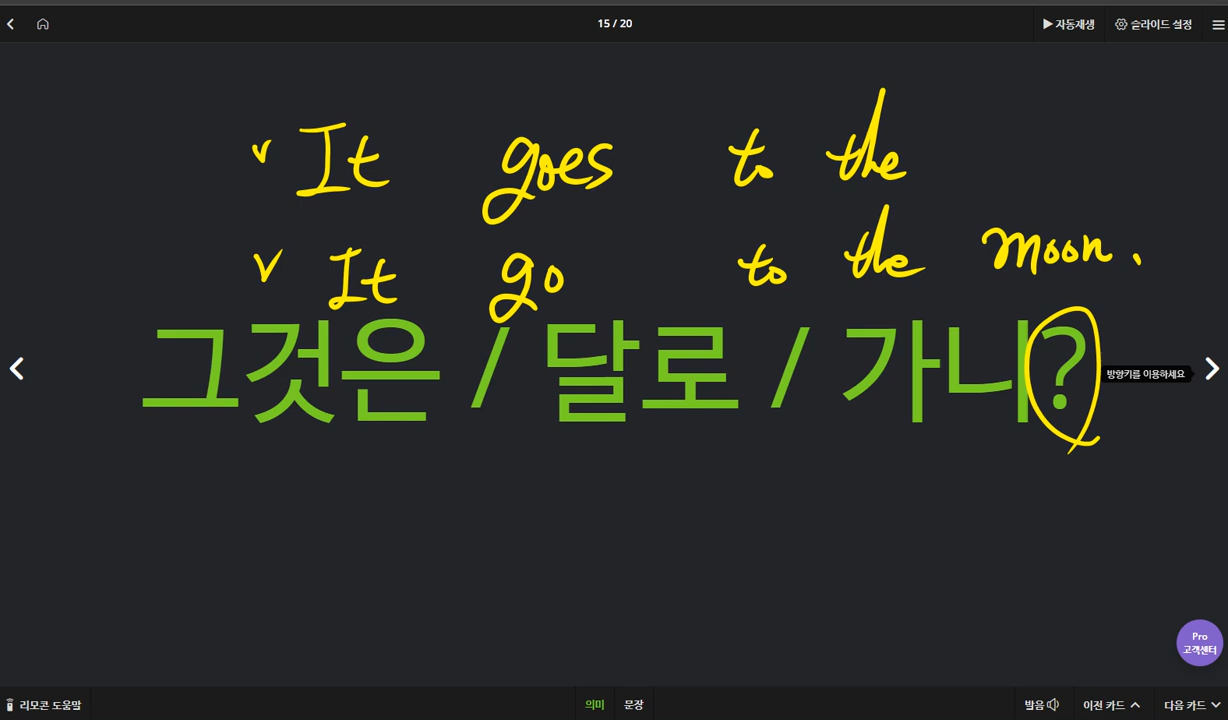 15 / 20
자동재생
슬라이드 설정
It goes to the
It go to the moon.
그것은 / 달로 / 가니?
방향키를 이용하세요
Pro
고객센터
리모콘 도움말
의미
문장
발음
이전 카드
다음 카드